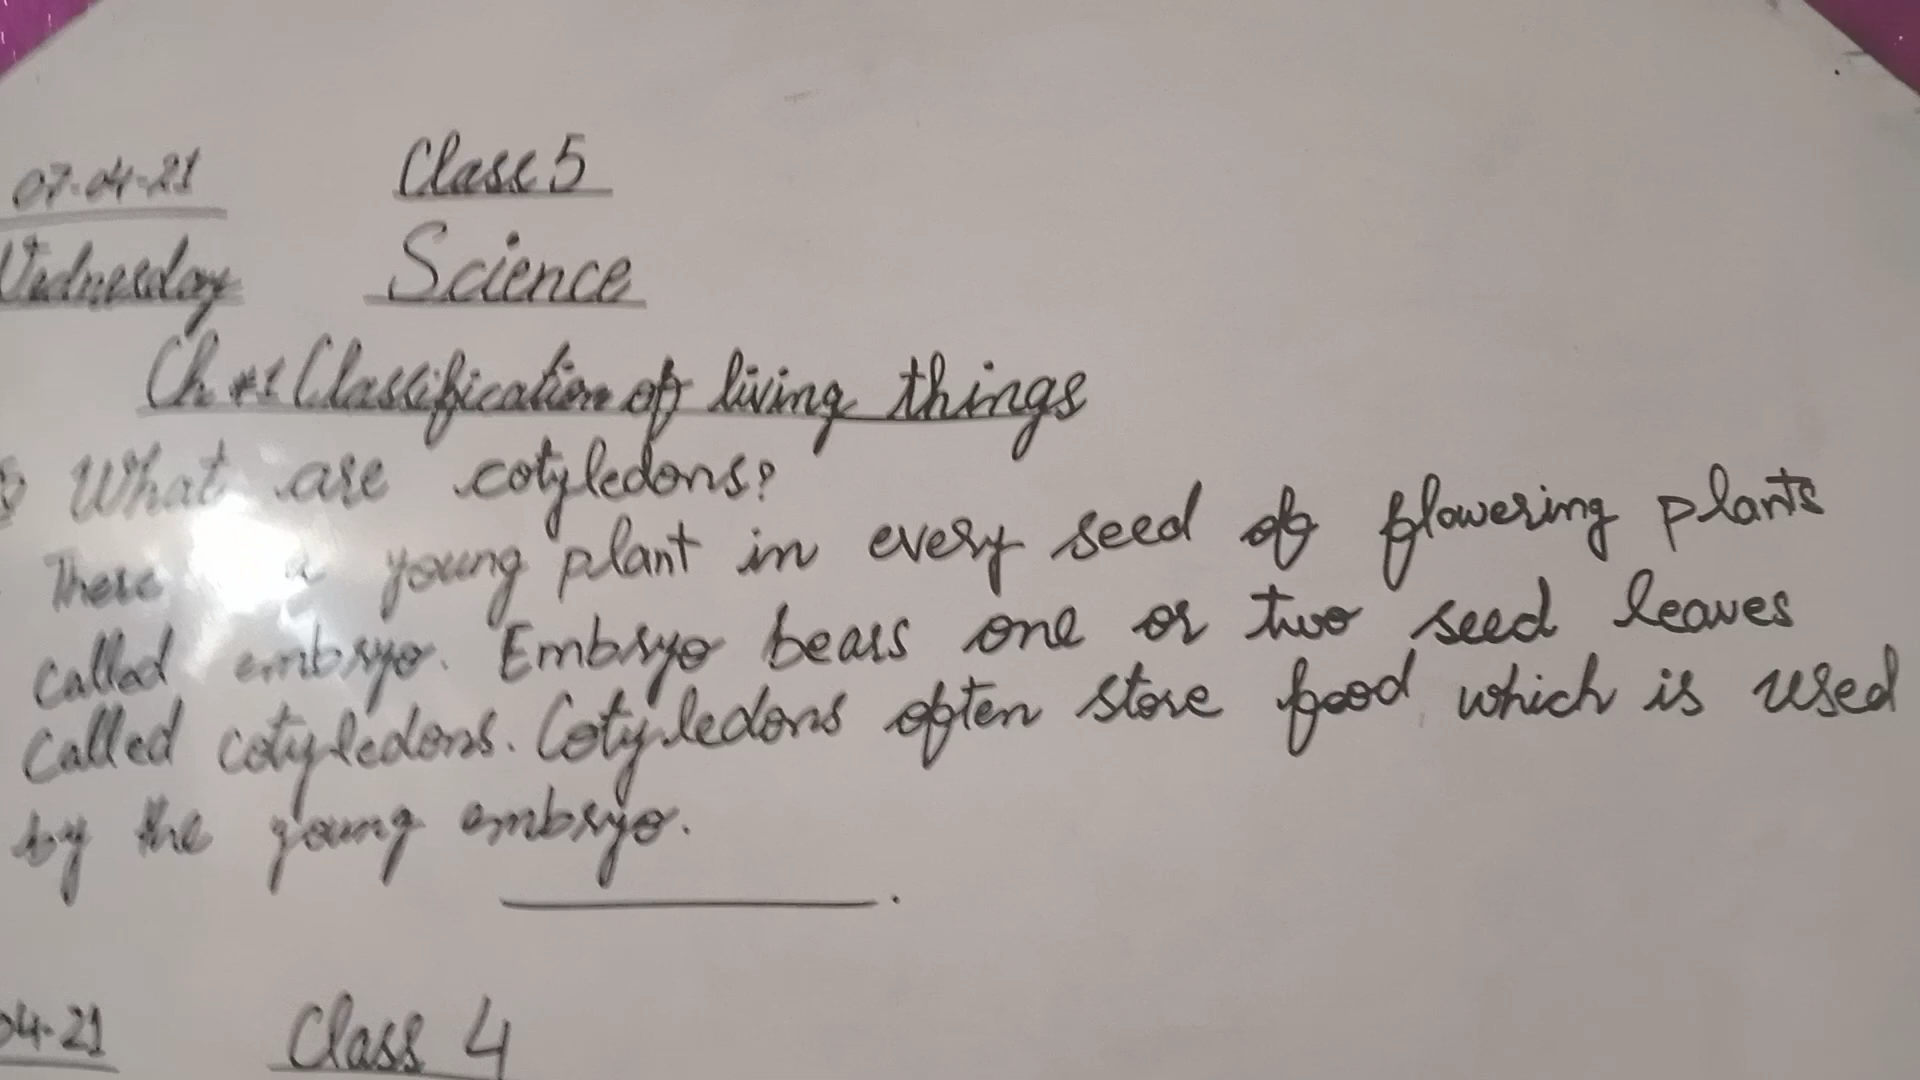 07-04-21 Class 5
Wednesday Science
Ch #1 Classification of living things
What are cotyledons?
There a young plant in every seed of flowering plants
called embryo. Embryo bears one or two seed leaves
called cotyledons. Cotyledons often store food which is used
by the young embryo.
04-21 Class 4